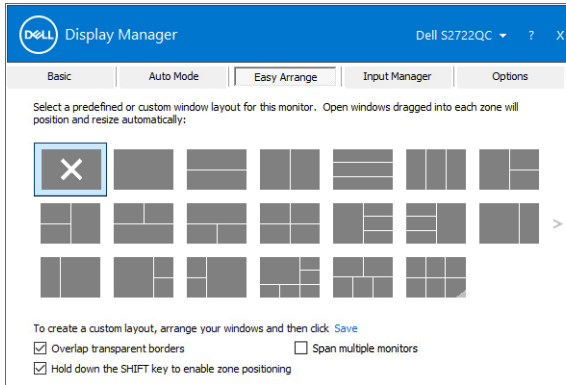 DELL Display Manager Dell S2722QC ? X
Basic Auto Mode Easy Arrange Input Manager Options
Select a predefined or custom window layout for this monitor. Open windows dragged into each zone will
position and resize automatically:
>
To create a custom layout, arrange your windows and then click Save
Overlap transparent borders Span multiple monitors
Hold down the SHIFT key to enable zone positioning